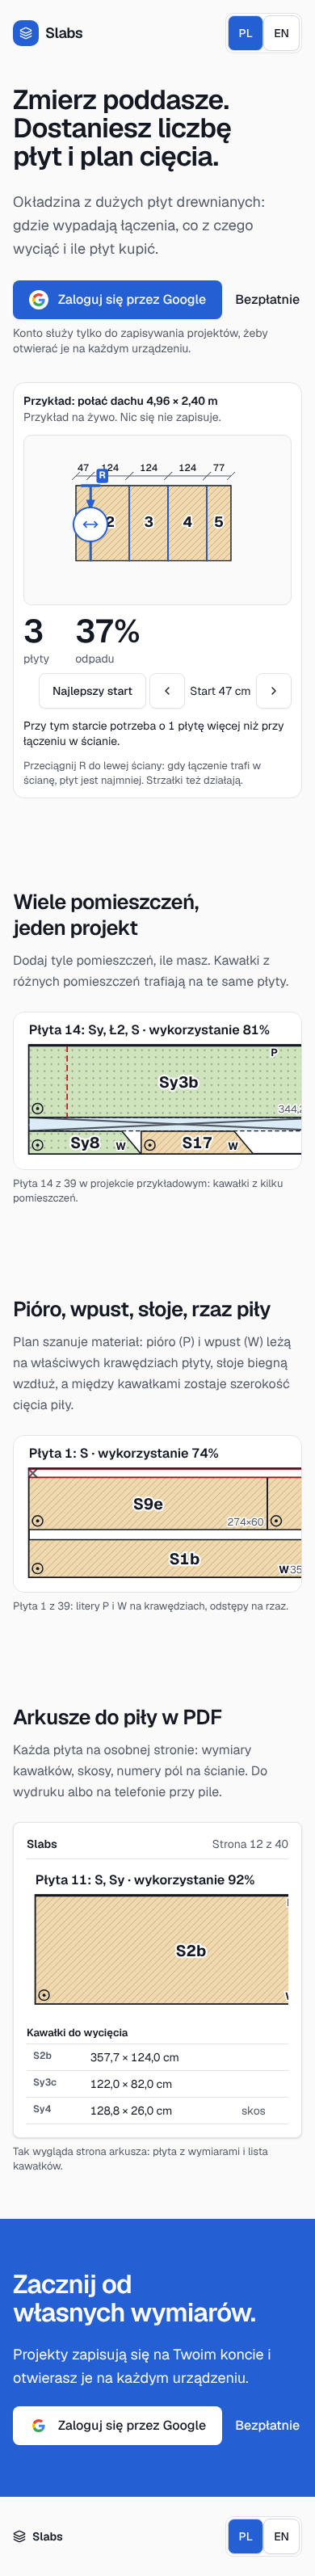 Slabs
PL EN
Zmierz poddasze.
Dostaniesz liczbę
płyt i plan cięcia.
Okładzina z dużych płyt drewnianych:
gdzie wypadają łączenia, co z czego
wyciąć i ile płyt kupić.
Zaloguj się przez Google Bezpłatnie
Konto służy tylko do zapisywania projektów, żeby
otwierać je na każdym urządzeniu.
Przykład: połać dachu 4,96 × 2,40 m
Przykład na żywo. Nic się nie zapisuje.
47 124 124 124 77
R
2 3 4 5
3 37%
płyty odpadu
Najlepszy start Start 47 cm
Przy tym starcie potrzeba o 1 płytę więcej niż przy
łączeniu w ścianie.
Przeciągnij R do lewej ściany: gdy łączenie trafi w
ścianę, płyt jest najmniej. Strzałki też działają.
Wiele pomieszczeń,
jeden projekt
Dodaj tyle pomieszczeń, ile masz. Kawałki z
różnych pomieszczeń trafiają na te same płyty.
Płyta 14: Sy, Ł2, S · wykorzystanie 81%
P
Sy3b
344,2
Sy8 W S17 W
Płyta 14 z 39 w projekcie przykładowym: kawałki z kilku
pomieszczeń.
Pióro, wpust, słoje, rzaz piły
Plan szanuje materiał: pióro (P) i wpust (W) leżą
na właściwych krawędziach płyty, słoje biegną
wzdłuż, a między kawałkami zostaje szerokość
cięcia piły.
Płyta 1: S · wykorzystanie 74%
S9e
274×60
S1b
W 35
Płyta 1 z 39: litery P i W na krawędziach, odstępy na rzaz.
Arkusze do piły w PDF
Każda płyta na osobnej stronie: wymiary
kawałków, skosy, numery pól na ścianie. Do
wydruku albo na telefonie przy pile.
Slabs Strona 12 z 40
Płyta 11: S, Sy · wykorzystanie 92%
S2b
Kawałki do wycięcia
S2b 357,7 × 124,0 cm
Sy3c 122,0 × 82,0 cm
Sy4 128,8 × 26,0 cm skos
Tak wygląda strona arkusza: płyta z wymiarami i lista
kawałków.
Zacznij od
własnych wymiarów.
Projekty zapisują się na Twoim koncie i
otwierasz je na każdym urządzeniu.
Zaloguj się przez Google Bezpłatnie
Slabs
PL EN